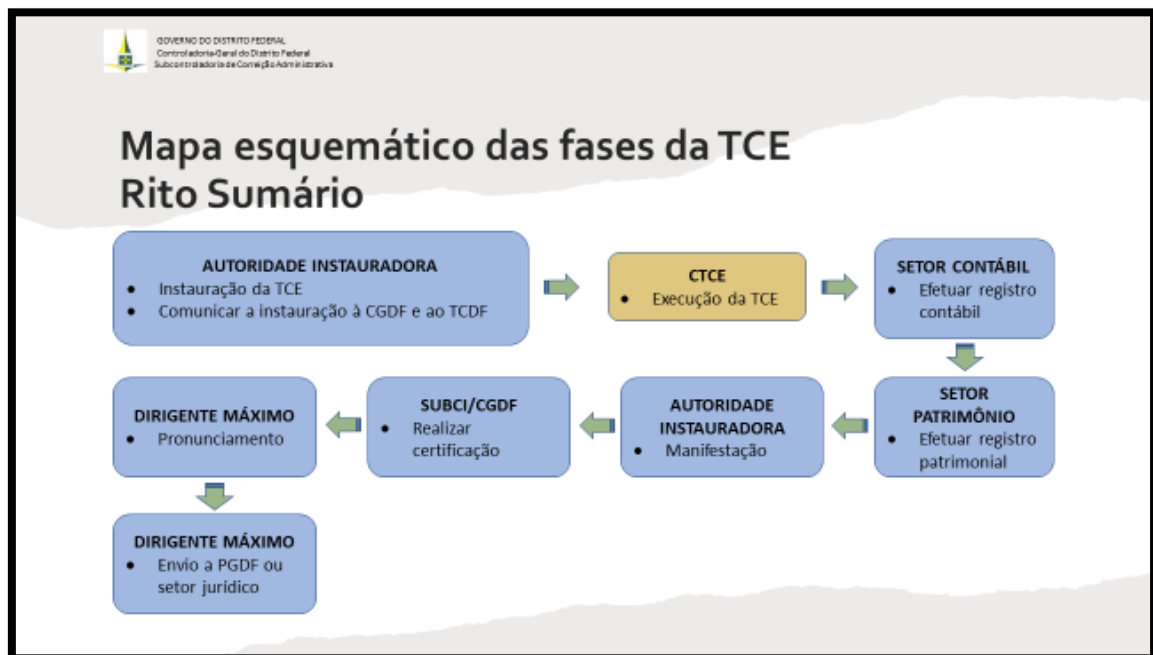 GOVERNO DO DISTRITO FEDERAL
Controladoria-Geral do Distrito Federal
Subcontroladoria de Correição Administrativa
Mapa esquemático das fases da TCE
Rito Sumário
AUTORIDADE INSTAURADORA
• Instauração da TCE
• Comunicar a instauração à CGDF e ao TCDF
CTCE
• Execução da TCE
SETOR CONTÁBIL
• Efetuar registro
contábil
SETOR
PATRIMÔNIO
• Efetuar registro
patrimonial
AUTORIDADE
INSTAURADORA
• Manifestação
SUBCI/CGDF
• Realizar
certificação
DIRIGENTE MÁXIMO
• Pronunciamento
DIRIGENTE MÁXIMO
• Envio a PGDF ou
setor jurídico